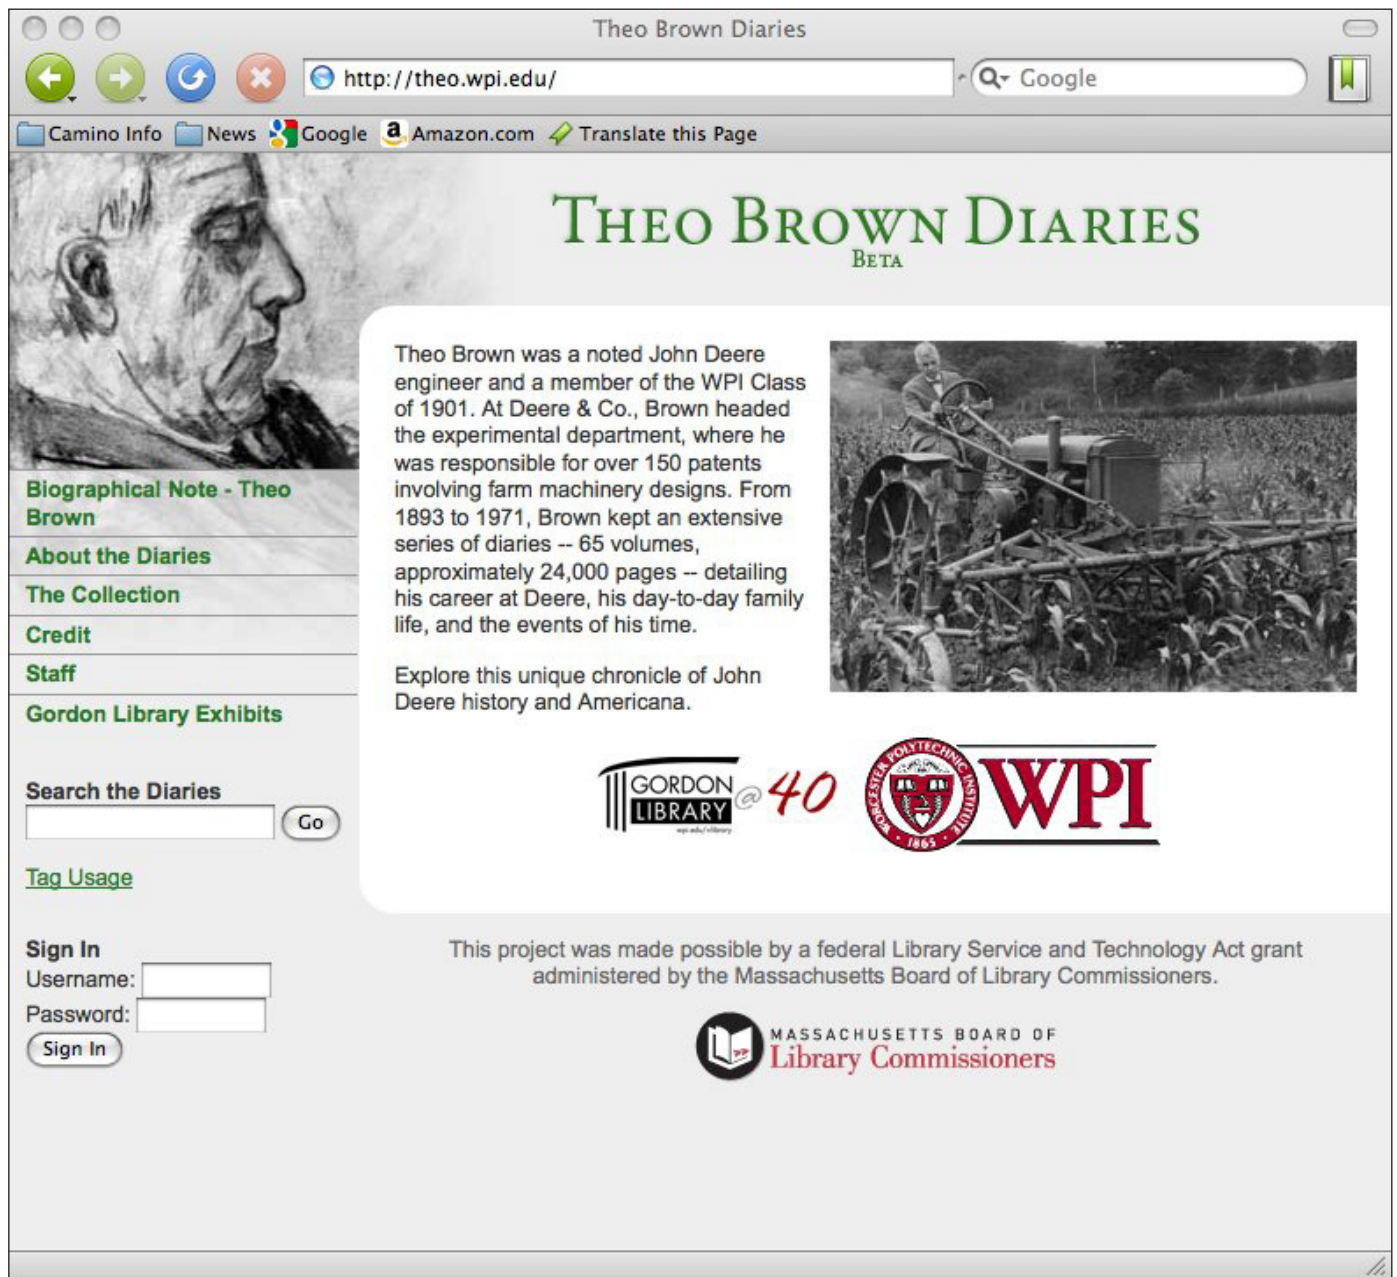 Theo Brown Diaries
http://theo.wpi.edu/
Google
Camino Info News Google Amazon.com Translate this Page
THEO BROWN DIARIES
BETA
Biographical Note - Theo
Brown
About the Diaries
The Collection
Credit
Staff
Gordon Library Exhibits
Search the Diaries
Go
Tag Usage
Sign In
Username:
Password:
Sign In
Theo Brown was a noted John Deere
engineer and a member of the WPI Class
of 1901. At Deere & Co., Brown headed
the experimental department, where he
was responsible for over 150 patents
involving farm machinery designs. From
1893 to 1971, Brown kept an extensive
series of diaries -- 65 volumes,
approximately 24,000 pages -- detailing
his career at Deere, his day-to-day family
life, and the events of his time.
Explore this unique chronicle of John
Deere history and Americana.
GORDON
LIBRARY
@ 40
WORCESTER POLYTECHNIC INSTITUTE
1865
WPI
This project was made possible by a federal Library Service and Technology Act grant
administered by the Massachusetts Board of Library Commissioners.
MASSACHUSETTS BOARD OF
Library Commissioners